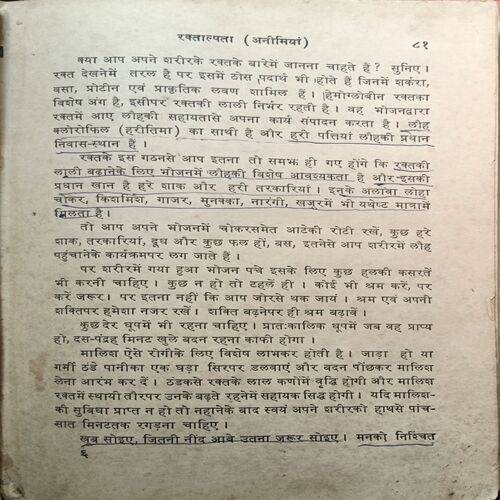 रक्ताल्पता (अनीमियां) ८१
क्या आप अपने शरीरके रक्तके बारेमें जानना चाहते हैं ? सुनिए ।
रक्त देखनेमें तरल है पर इसमें ठोस पदार्थ भी होते हैं जिनमें शर्करा,
वसा, प्रोटीन एवं प्राकृतिक लवण शामिल हैं । हिमोग्लोबीन रक्तका
विशेष अंग है, इसीपर रक्तकी लाली निर्भर रहती है । वह भोजनद्वारा
रक्तमें आए लौहकी सहायतासे अपना कार्य संपादन करता है । लौह
क्लोरोफिल (हरीतिमा) का साथी है और हरी पत्तियां लौहकी प्रधान
निवास-स्थान हैं ।
रक्तके इस गठनसे आप इतना तो समझ ही गए होंगे कि रक्तकी
लाली बढ़ानेके लिए भोजनमें लौहकी विशेष आवश्यकता है और इसकी
प्रधान खान है हरे शाक और हरी तरकारियां । इनके अलावा लोहा
चोकर, किशमिश, गाजर, मुनक्का, नारंगी, खजूरमें भी यथेष्ट मात्रामें
मिलता है ।
तो आप अपने भोजनमें चोकरसमेत आटेकी रोटी रखें, कुछ हरे
शाक, तरकारियां, दूध और कुछ फल हों, बस, इतनेसे आप शरीरमें लौह
पहुंचानेके कार्यक्रमपर लग जाते हैं ।
पर शरीरमें गया हुआ भोजन पचे इसके लिए कुछ हलकी कसरतें
भी करनी चाहिए । कुछ न हो तो टहलें ही । कोई भी श्रम करें, पर
करें जरूर । पर इतना नहीं कि आप जोरसे थक जायं । श्रम एवं अपनी
शक्तिपर हमेशा नजर रखें । शक्ति बढ़नेपर ही श्रम बढ़ावें ।
कुछ देर धूपमें भी रहना चाहिए । प्रातःकालिक धूपमें जब वह प्राप्य
हो, दस-पंद्रह मिनट खुले बदन रहना काफी होगा ।
मालिश ऐसे रोगीके लिए विशेष लाभकर होती है । जाड़ा हो या
गर्मी ठंडे पानीका एक घड़ा सिरपर डलवाएं और बदन पोंछकर मालिश
लेना आरंभ कर दें । ठंडकसे रक्तके लाल कणोंमें वृद्धि होगी और मालिश
रक्तमें स्थायी तौरपर उनके बढ़ते रहनेमें सहायक सिद्ध होगी । यदि मालिश-
की सुविधा प्राप्त न हो तो नहानेके बाद स्वयं अपने शरीरको हाथसे पांच-
सात मिनटतक रगड़ना चाहिए ।
खूब सोइए, जितनी नींद आवे उतना जरूर सोइए । मनको निश्चिंत
६